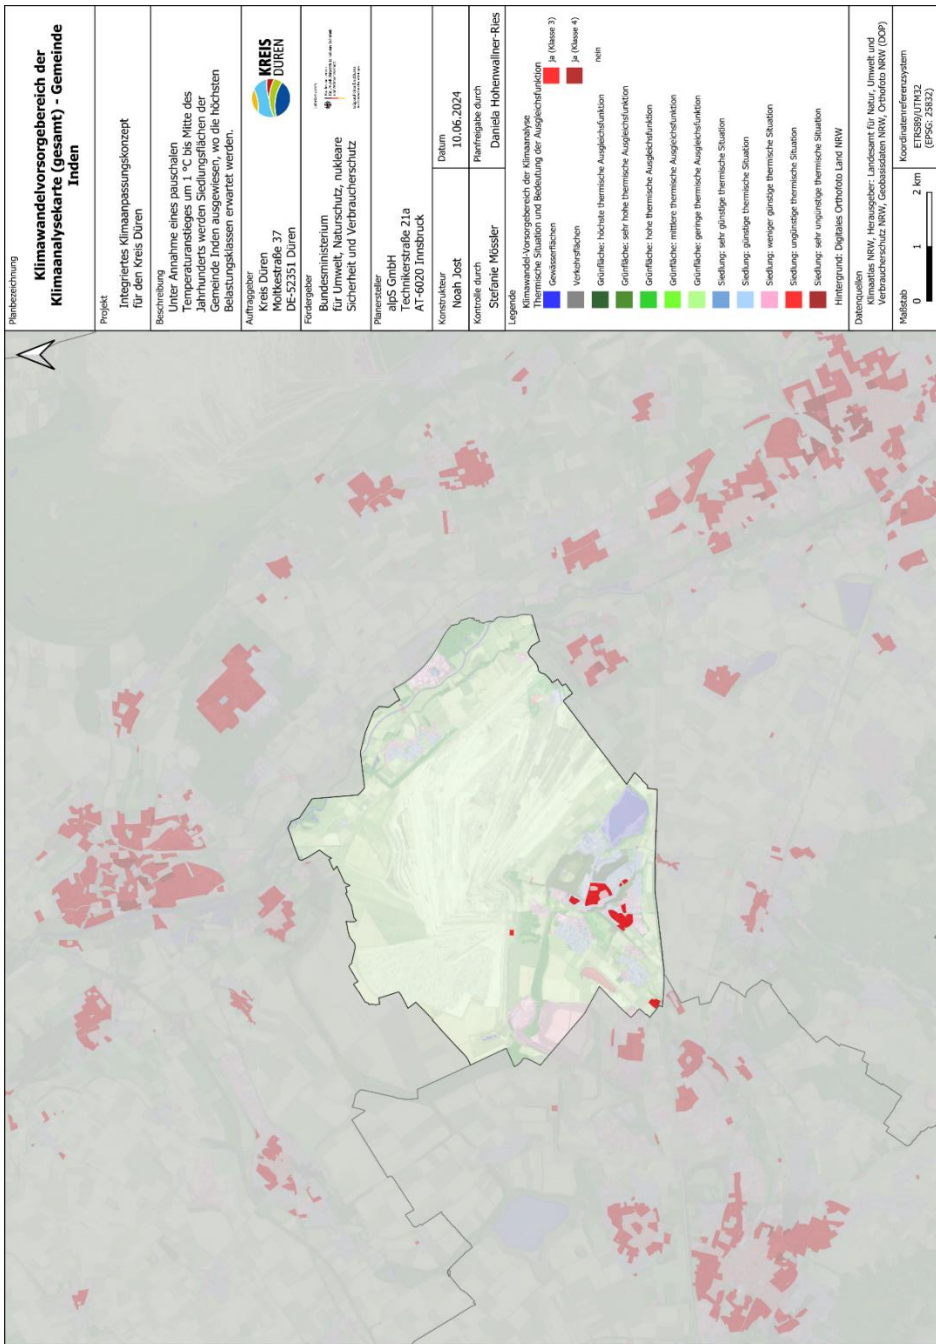 Planbezeichnung
Klimawandelvorsorgebereich der
Klimaanalysekarte (gesamt) - Gemeinde
Inden
Projekt
Integriertes Klimaanpassungskonzept
für den Kreis Düren
Beschreibung
Unter Annahme eines pauschalen
Temperaturanstieges um 1 °C bis Mitte des
Jahrhunderts werden Siedlungsflächen der
Gemeinde Inden ausgewiesen, wo die höchsten
Belastungsklassen erwartet werden.
Auftraggeber
Kreis Düren
Moltkestraße 37
DE-52351 Düren
KREIS
DÜREN
Fördergeber
Bundesministerium
für Umwelt, Naturschutz, nukleare
Sicherheit und Verbraucherschutz
Planersteller
alpS GmbH
Technikerstraße 21a
AT-6020 Innsbruck
Konstrukteur
Noah Jost
Datum
10.06.2024
Kontrolle durch
Stefanie Mössler
Planfreigabe durch
Daniela Hohenwallner-Ries
Legende
Klimawandel-Vorsorgebereich der Klimaanalyse
Thermische Situation und Bedeutung der Ausgleichsfunktion
Gewässerflächen
Verkehrsflächen
Grünfläche: höchste thermische Ausgleichsfunktion
Grünfläche: sehr hohe thermische Ausgleichsfunktion
Grünfläche: hohe thermische Ausgleichsfunktion
Grünfläche: mittlere thermische Ausgleichsfunktion
Grünfläche: geringe thermische Ausgleichsfunktion
Siedlung: sehr günstige thermische Situation
Siedlung: günstige thermische Situation
Siedlung: weniger günstige thermische Situation
Siedlung: ungünstige thermische Situation
Siedlung: sehr ungünstige thermische Situation
ja (Klasse 3)
ja (Klasse 4)
nein
Hintergrund: Digitales Orthofoto Land NRW
Datenquellen
Klimaatlas NRW, Herausgeber: Landesamt für Natur, Umwelt und
Verbraucherschutz NRW, Geobasisdaten NRW, Orthofoto NRW (DOP)
Maßstab
0 1 2 km
Koordinatenreferenzsystem
ETRS89/UTM32
(EPSG: 25832)